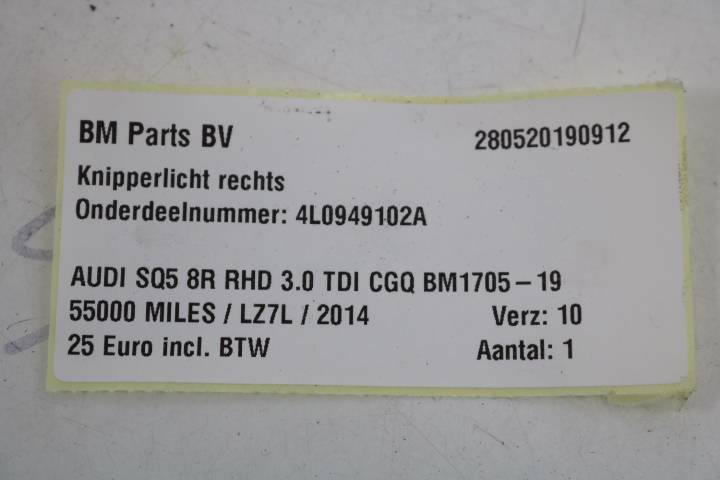 BM Parts BV 280520190912
Knipperlicht rechts
Onderdeelnummer: 4L0949102A
AUDI SQ5 8R RHD 3.0 TDI CGQ BM1705 – 19
55000 MILES / LZ7L / 2014 Verz: 10
25 Euro incl. BTW Aantal: 1